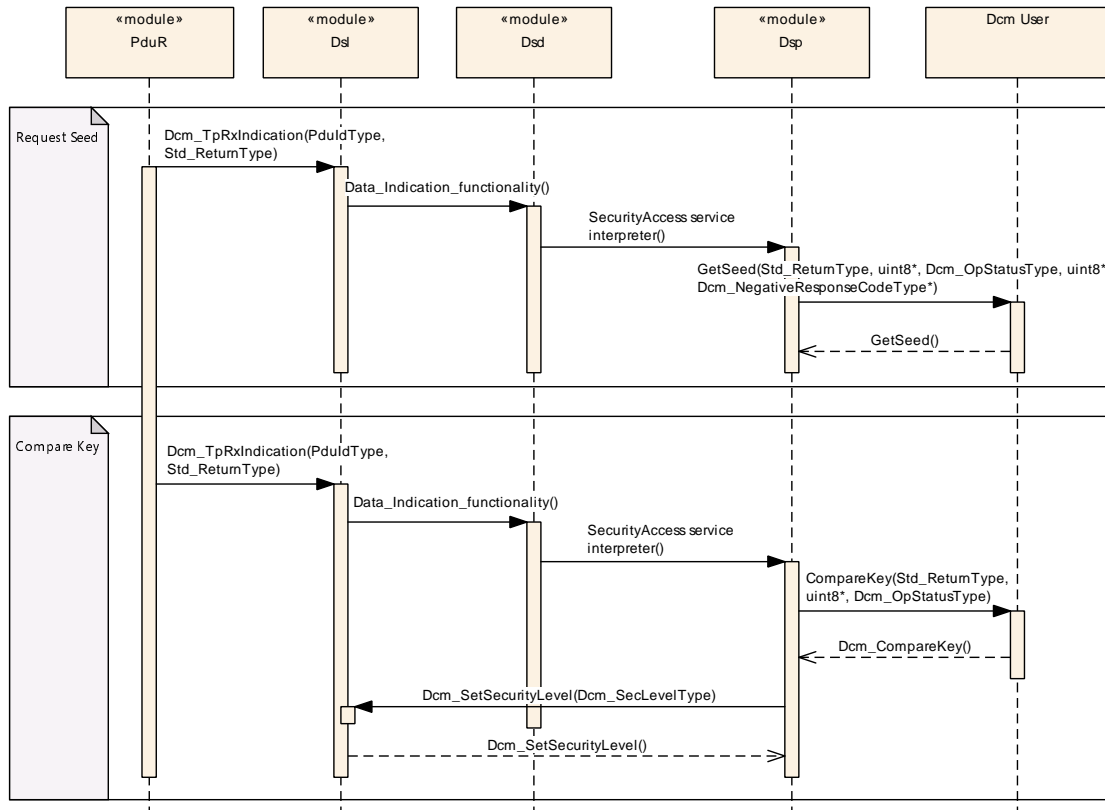 «module»
PduR
«module»
Dsl
«module»
Dsd
«module»
Dsp
Dcm User
Request Seed
Dcm_TpRxIndication(PduIdType,
Std_ReturnType)
Data_Indication_functionality()
SecurityAccess service
interpreter()
GetSeed(Std_ReturnType, uint8*, Dcm_OpStatusType, uint8*
Dcm_NegativeResponseCodeType*)
GetSeed()
Compare Key
Dcm_TpRxIndication(PduIdType,
Std_ReturnType)
Data_Indication_functionality()
SecurityAccess service
interpreter()
CompareKey(Std_ReturnType,
uint8*, Dcm_OpStatusType)
Dcm_CompareKey()
Dcm_SetSecurityLevel(Dcm_SecLevelType)
Dcm_SetSecurityLevel()